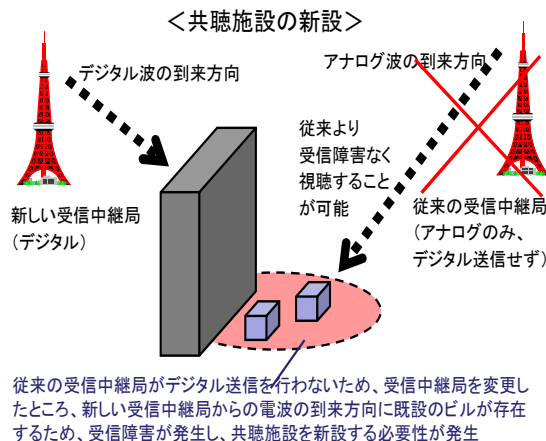 ＜共聴施設の新設＞
デジタル波の到来方向
アナログ波の到来方向
従来より
受信障害なく
視聴すること
が可能
新しい受信中継局
（デジタル）
従来の受信中継局
（アナログのみ、
デジタル送信せず）
従来の受信中継局がデジタル送信を行わないため、受信中継局を変更し
たところ、新しい受信中継局からの電波の到来方向に既設のビルが存在
するため、受信障害が発生し、共聴施設を新設する必要性が発生